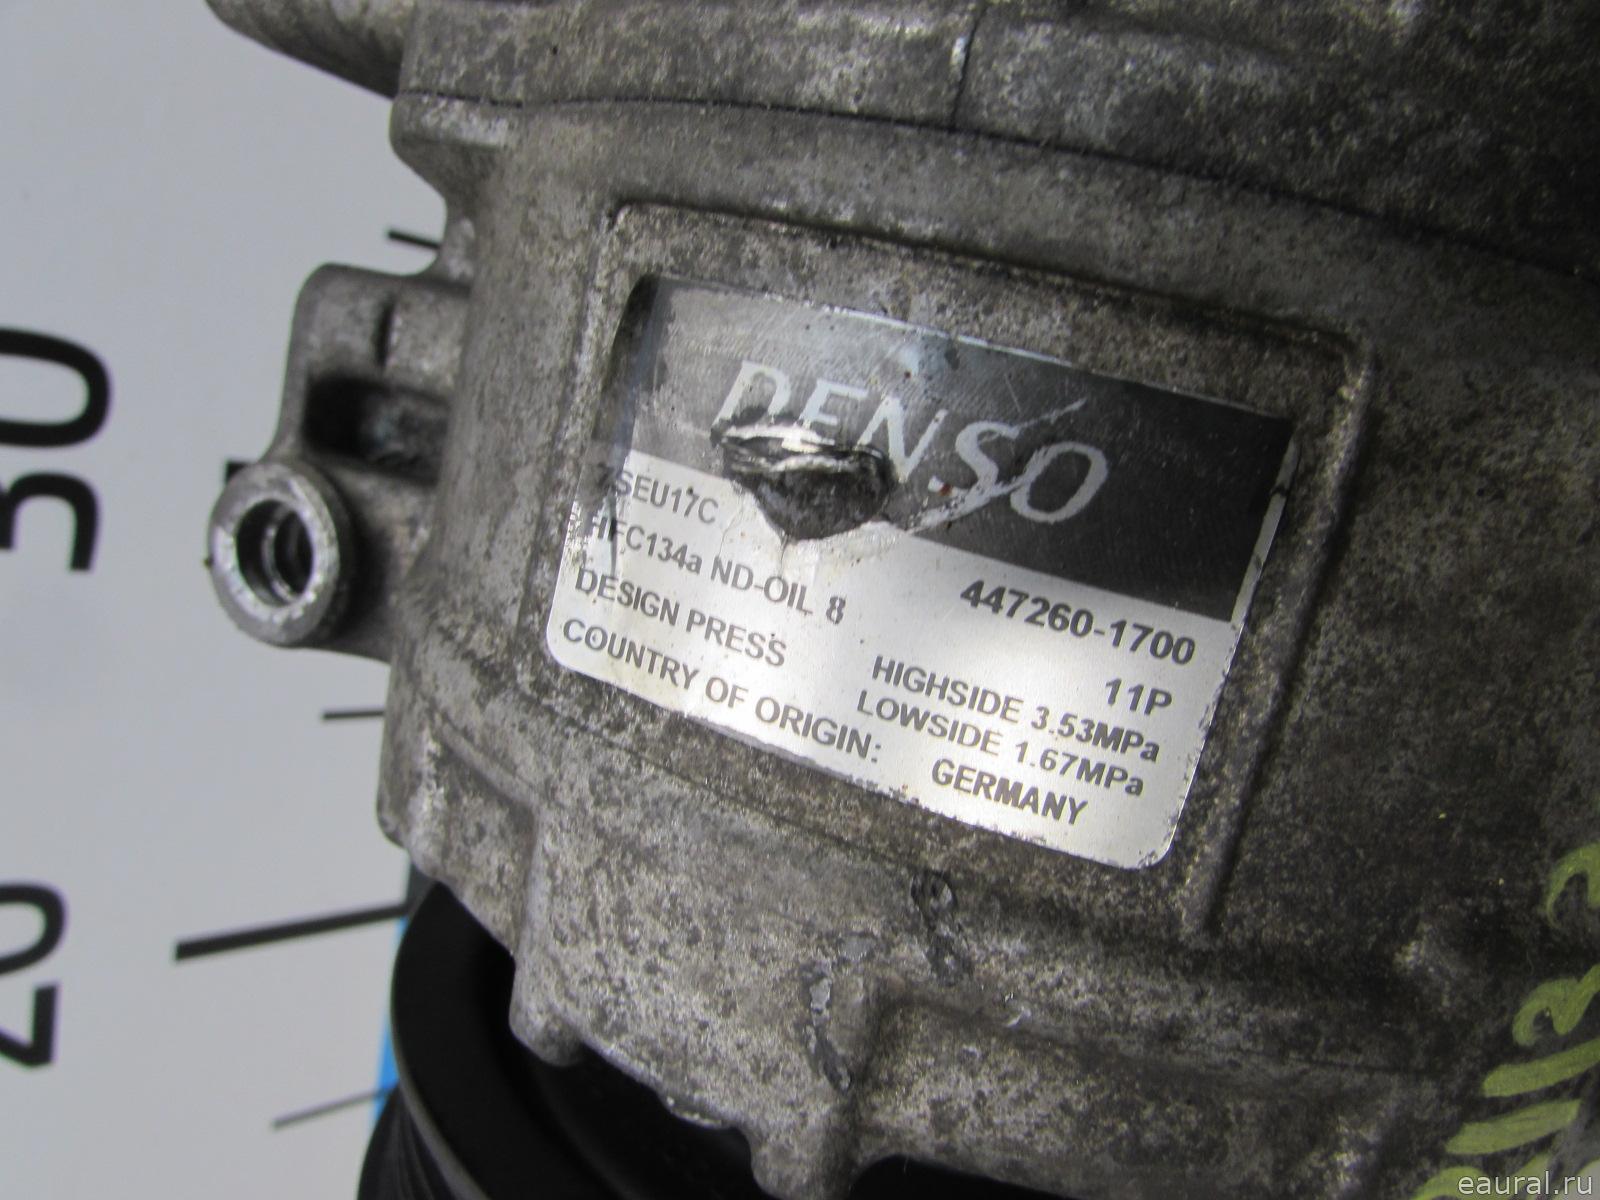 DENSO
7SEU17C
447260-1700
HFC134a ND-OIL 8
11P
DESIGN PRESS
HIGHSIDE 3.53MPa
LOWSIDE 1.67MPa
COUNTRY OF ORIGIN:
GERMANY
30
20
eaural.ru